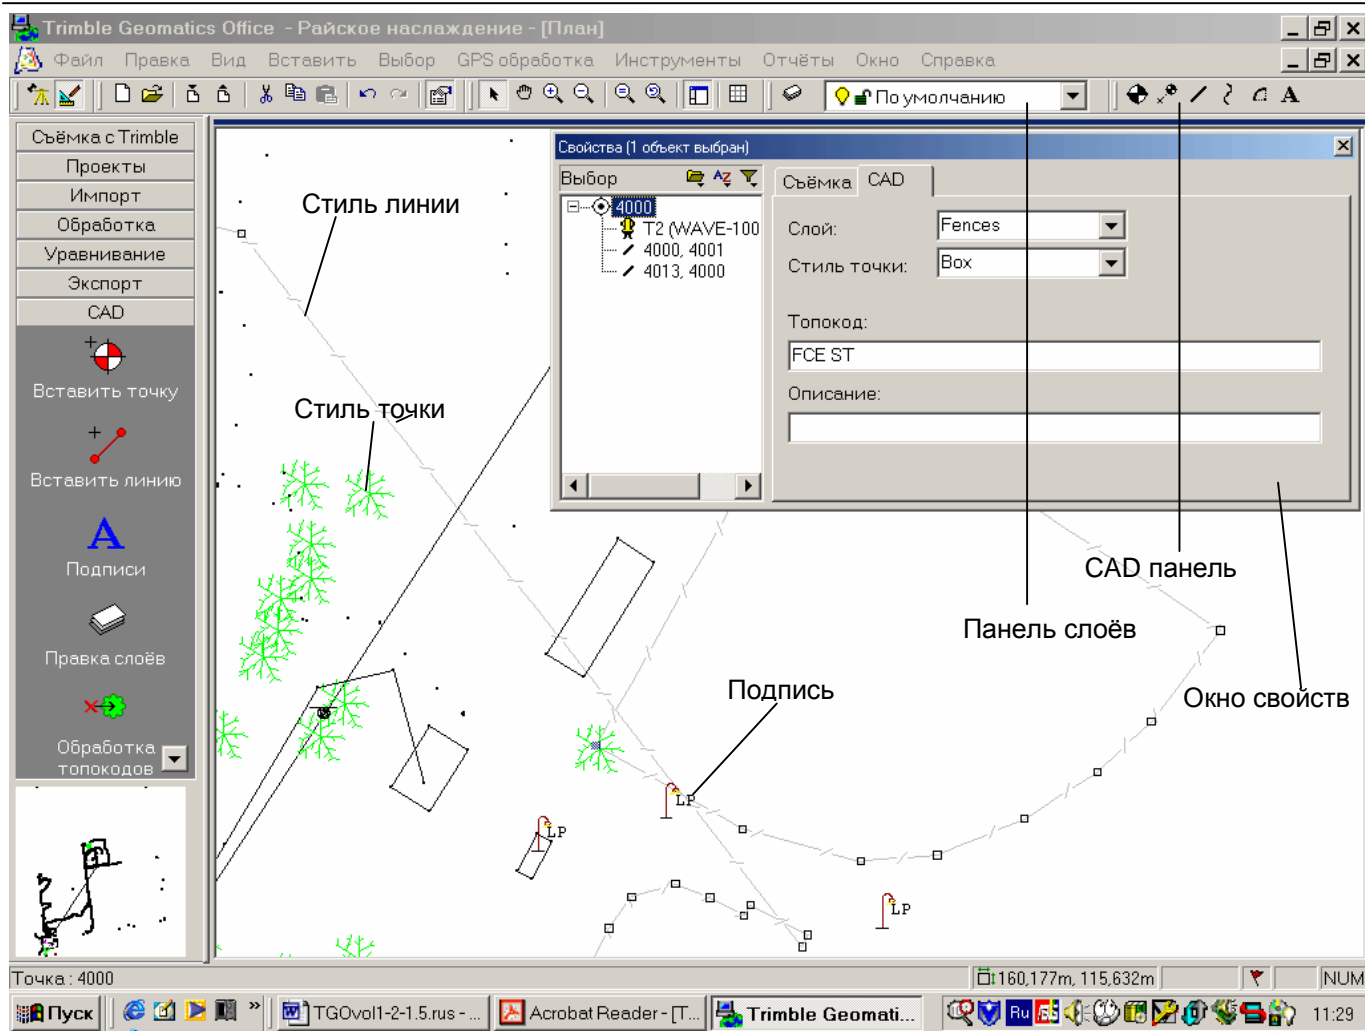 Trimble Geomatics Office - Райское наслаждение - [План]
Файл Правка Вид Вставить Выбор GPS обработка Инструменты Отчёты Окно Справка
По умолчанию
A
Съёмка с Trimble
Проекты
Импорт
Обработка
Уравнивание
Экспорт
CAD
Вставить точку
Вставить линию
A
Подписи
Правка слоёв
Обработка
топокодов
Стиль линии
Стиль точки
Свойства (1 объект выбран)
Выбор
4000
T2 (WAVE-100
4000, 4001
4013, 4000
Съёмка CAD
Слой: Fences
Стиль точки: Box
Топокод:
FCE ST
Описание:
CAD панель
Панель слоёв
Окно свойств
Подпись
LP
LP
LP
Точка: 4000
160,177m, 115,632m
NUM
Пуск
»
TGOvol1-2-1.5.rus - ...
Acrobat Reader - [T...
Trimble Geomati...
Ru
11:29